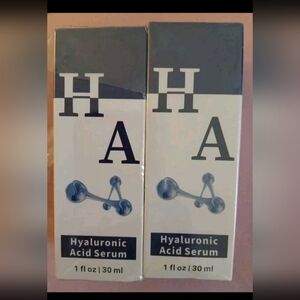 H
A
Hyaluronic
Acid Serum
1 fl oz | 30 ml
H
A
Hyaluronic
Acid Serum
1 fl oz | 30 ml